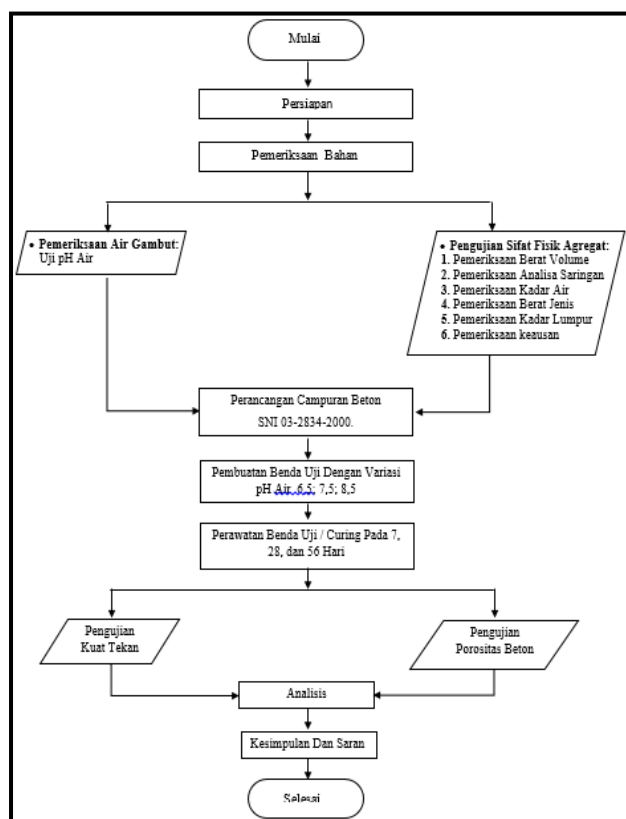 Mulai
Persiapan
Pemeriksaan Bahan
• Pemeriksaan Air Gambut:
Uji pH Air
• Pengujian Sifat Fisik Agregat:
1. Pemeriksaan Berat Volume
2. Pemeriksaan Analisa Saringan
3. Pemeriksaan Kadar Air
4. Pemeriksaan Berat Jenis
5. Pemeriksaan Kadar Lumpur
6. Pemeriksaan keausan
Perancangan Campuran Beton
SNI 03-2834-2000.
Pembuatan Benda Uji Dengan Variasi
pH Air 6,5; 7,5; 8,5
Perawatan Benda Uji / Curing Pada 7,
28, dan 56 Hari
Pengujian
Kuat Tekan
Pengujian
Porositas Beton
Analisis
Kesimpulan Dan Saran
Selesai